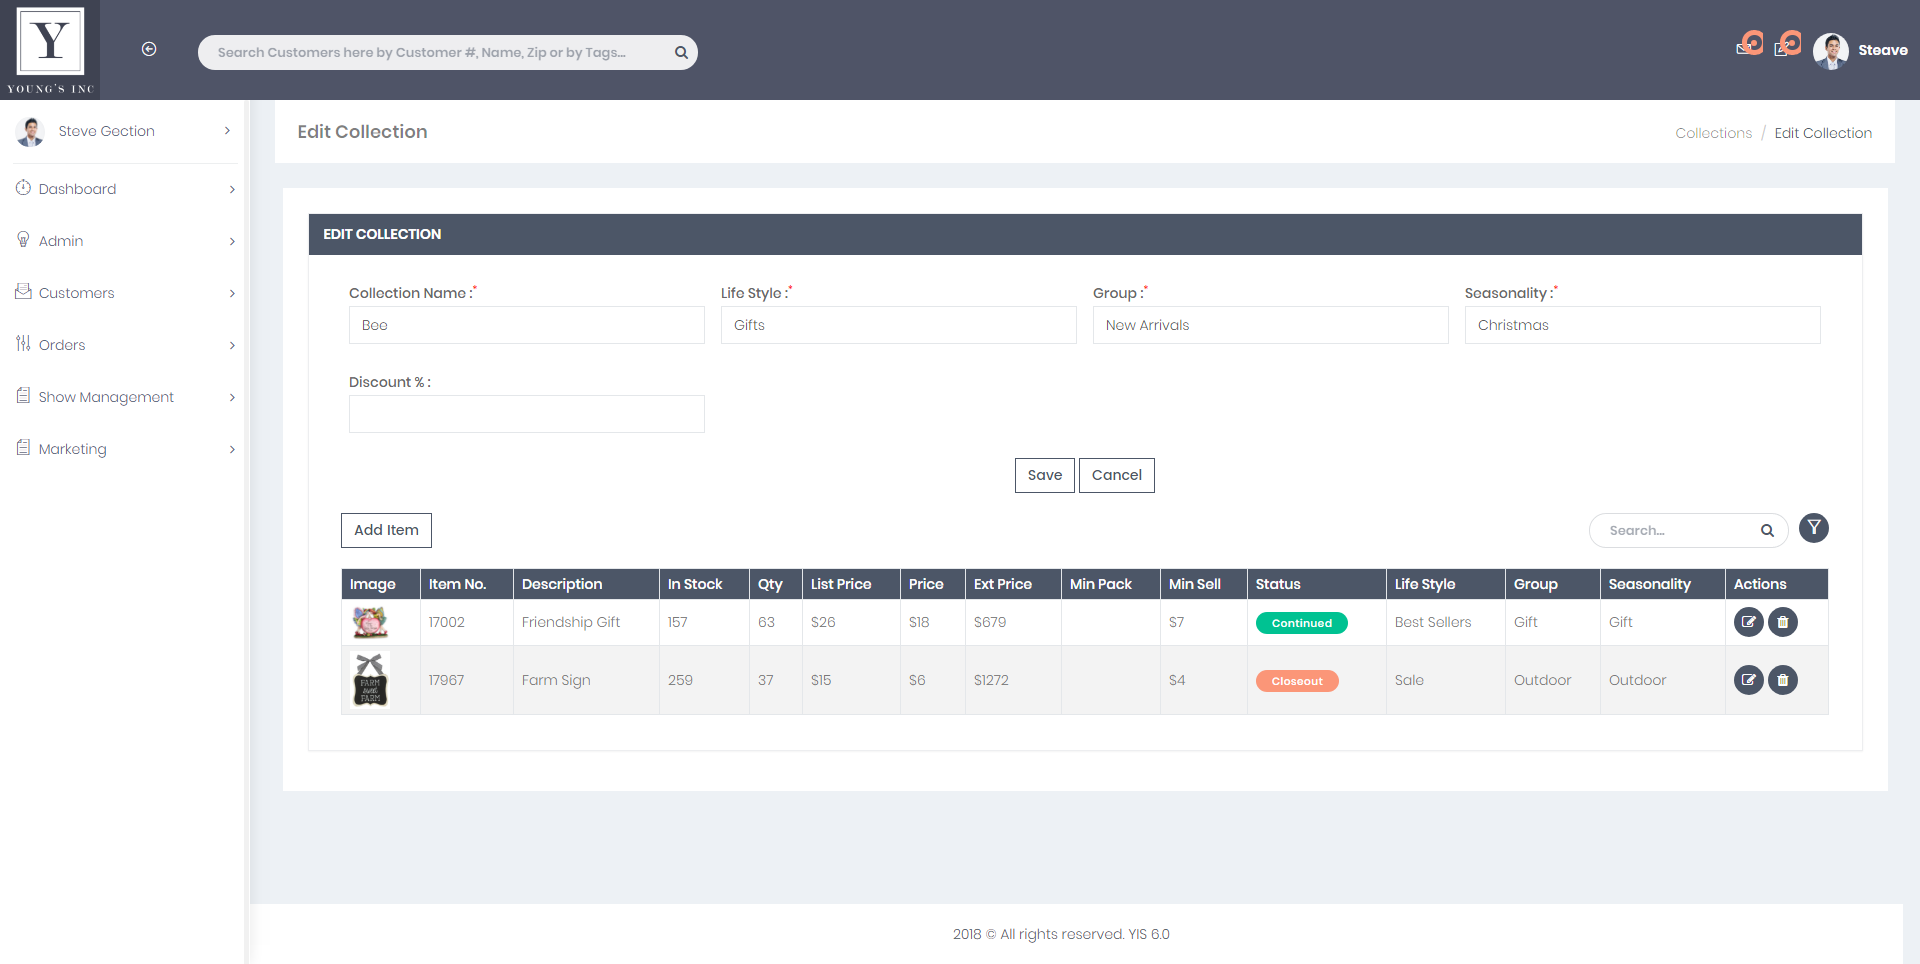 Y
YOUNG'S INC
Search Customers here by Customer #, Name, Zip or by Tags...
Steave
Steve Gection
Dashboard
Admin
Customers
Orders
Show Management
Marketing
Edit Collection
Collections / Edit Collection
EDIT COLLECTION
Collection Name :* Life Style :* Group :* Seasonality :*
Bee Gifts New Arrivals Christmas
Discount % :
Save Cancel
Add Item
Search...
Image Item No. Description In Stock Qty List Price Price Ext Price Min Pack Min Sell Status Life Style Group Seasonality Actions
17002 Friendship Gift 157 63 $26 $18 $679 $7 Continued Best Sellers Gift Gift
FARM
sweet
FARM
17967 Farm Sign 259 37 $15 $6 $1272 $4 Closeout Sale Outdoor Outdoor
2018 © All rights reserved. YIS 6.0